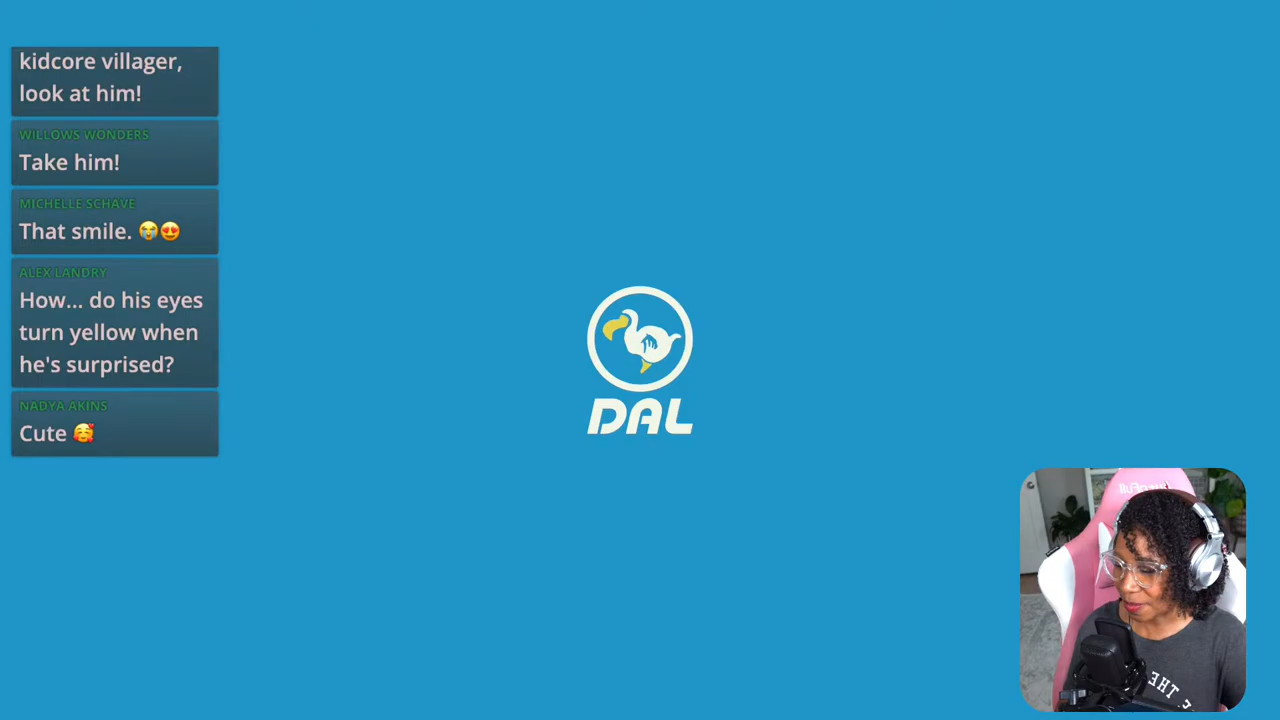 kidcore villager,
look at him!
WILLOWS WONDERS
Take him!
MICHELLE SCHAVE
That smile. 😭😍
ALEX LANDRY
How... do his eyes
turn yellow when
he's surprised?
NADYA AKINS
Cute 🥰
DAL
THE